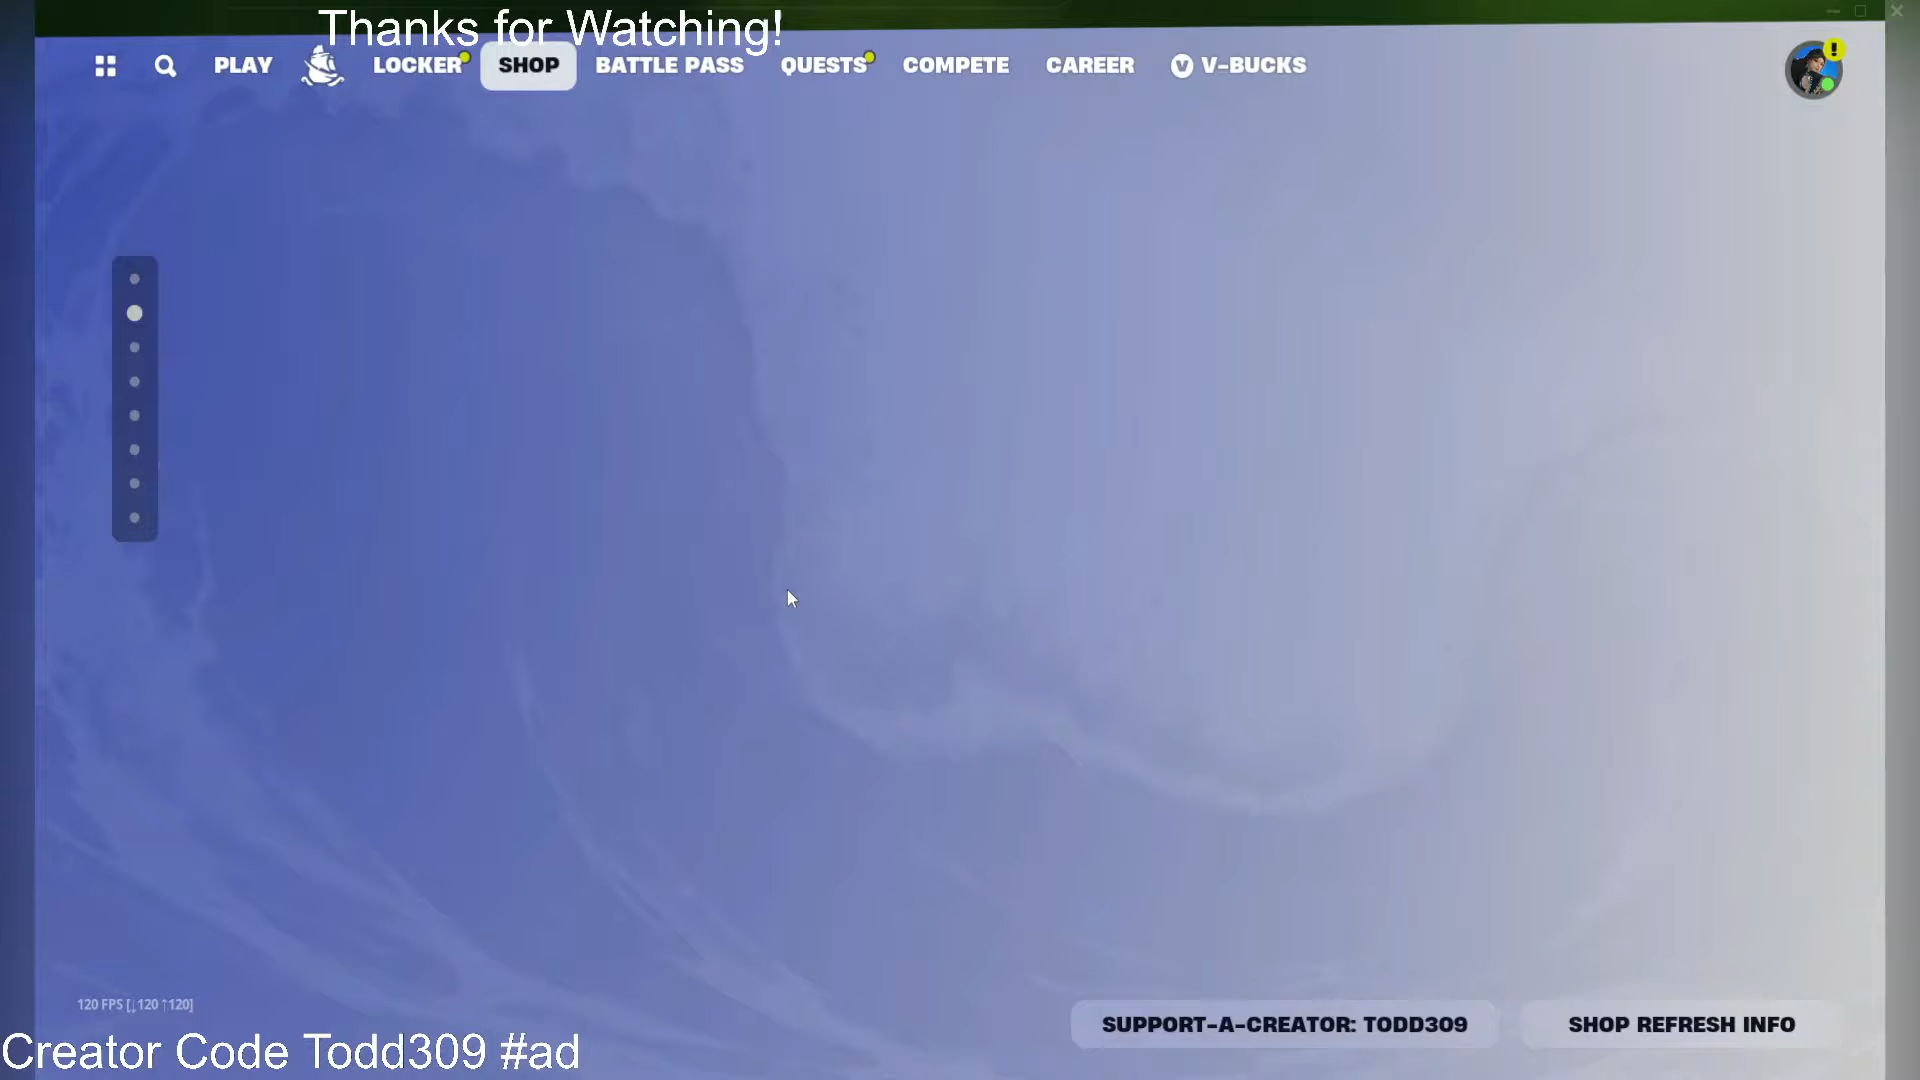 Thanks for Watching!
PLAY LOCKER SHOP BATTLE PASS QUESTS COMPETE CAREER V-BUCKS
!
120 FPS [↓120 ↑120]
SUPPORT-A-CREATOR: TODD309
SHOP REFRESH INFO
Creator Code Todd309 #ad